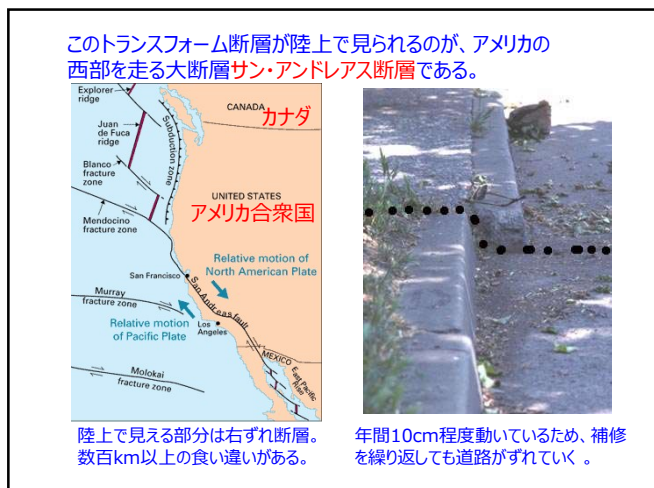 このトランスフォーム断層が陸上で見られるのが、アメリカの
西部を走る大断層サン・アンドレアス断層である。
Explorer
ridge
CANADA
カナダ
Juan
de Fuca
ridge
Subduction zone
Blanco
fracture
zone
UNITED STATES
アメリカ合衆国
Mendocino
fracture zone
Relative motion of
North American Plate
San Francisco
San Andreas fault
Murray
fracture zone
Relative motion
of Pacific Plate
Los
Angeles
MEXICO
East Pacific
Rise
Molokai
fracture zone
陸上で見える部分は右ずれ断層。
数百km以上の食い違いがある。
年間10cm程度動いているため、補修
を繰り返しても道路がずれていく 。